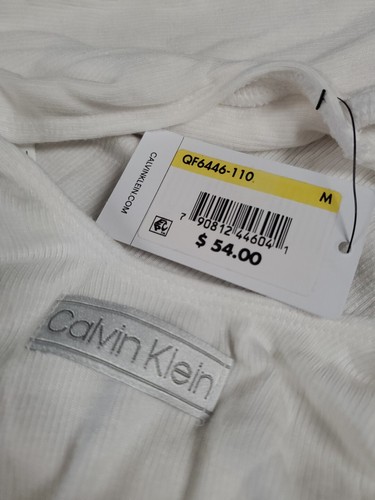 CALVINKLEIN.COM
QF6446-110
M
7 90812 44604 1
$ 54.00
Calvin Klein